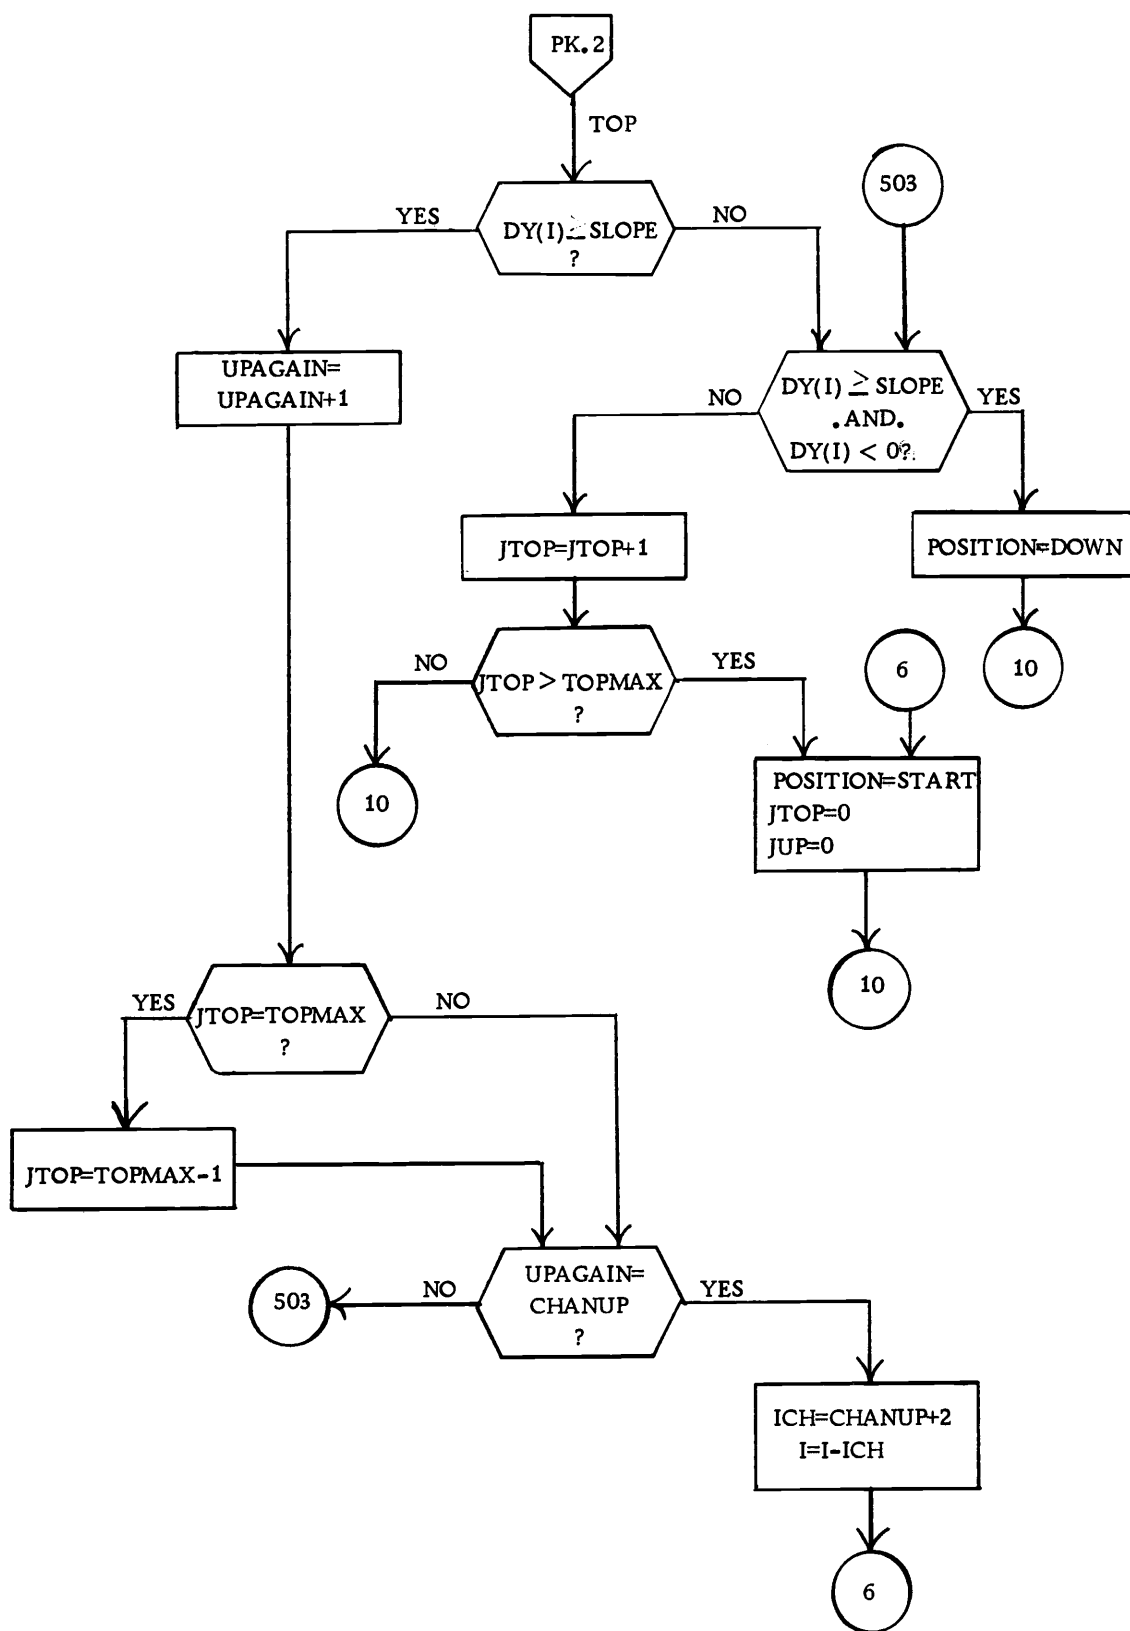 PK.2
TOP
503
YES
DY(I) ≥ SLOPE
?
NO
UPAGAIN=
UPAGAIN+1
NO
DY(I) ≥ SLOPE
.AND.
DY(I) < 0?
YES
JTOP=JTOP+1
POSITION=DOWN
NO
JTOP > TOPMAX
?
YES
6
10
10
POSITION=START
JTOP=0
JUP=0
10
YES
JTOP=TOPMAX
?
NO
JTOP=TOPMAX-1
503
NO
UPAGAIN=
CHANUP
?
YES
ICH=CHANUP+2
I=I-ICH
6